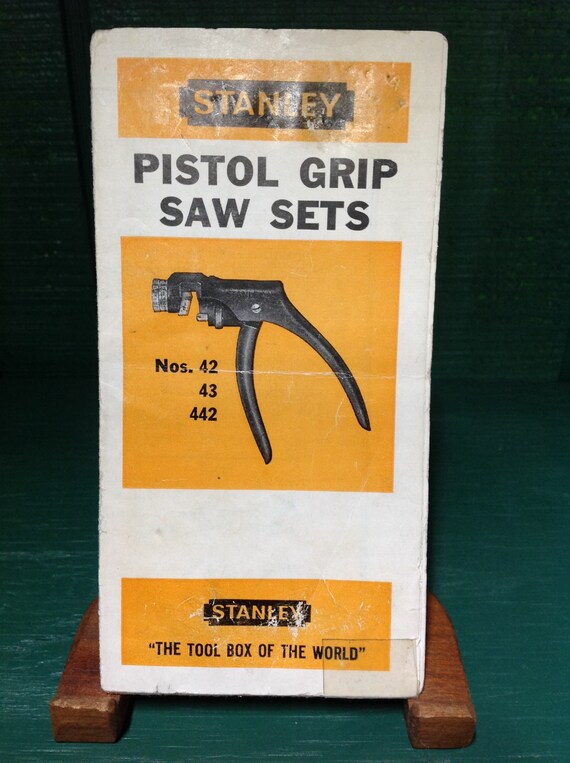 STANLEY
PISTOL GRIP
SAW SETS
Nos. 42
43
442
STANLEY
"THE TOOL BOX OF THE WORLD"